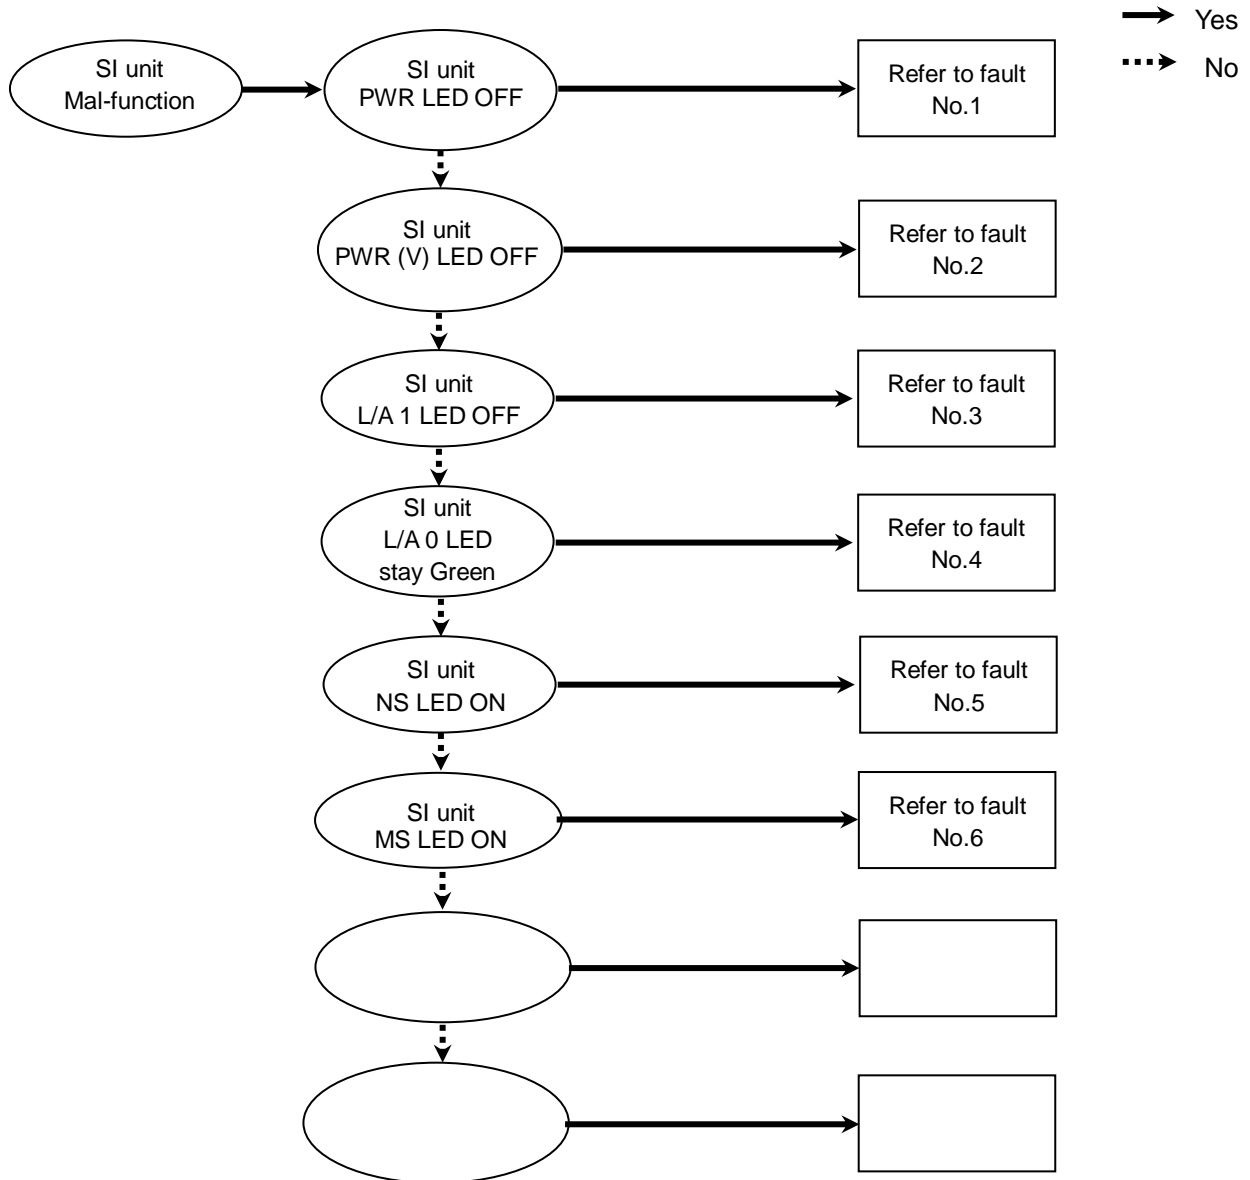 Yes
No
SI unit
Mal-function
SI unit
PWR LED OFF
Refer to fault
No.1
SI unit
PWR (V) LED OFF
Refer to fault
No.2
SI unit
L/A 1 LED OFF
Refer to fault
No.3
SI unit
L/A 0 LED
stay Green
Refer to fault
No.4
SI unit
NS LED ON
Refer to fault
No.5
SI unit
MS LED ON
Refer to fault
No.6